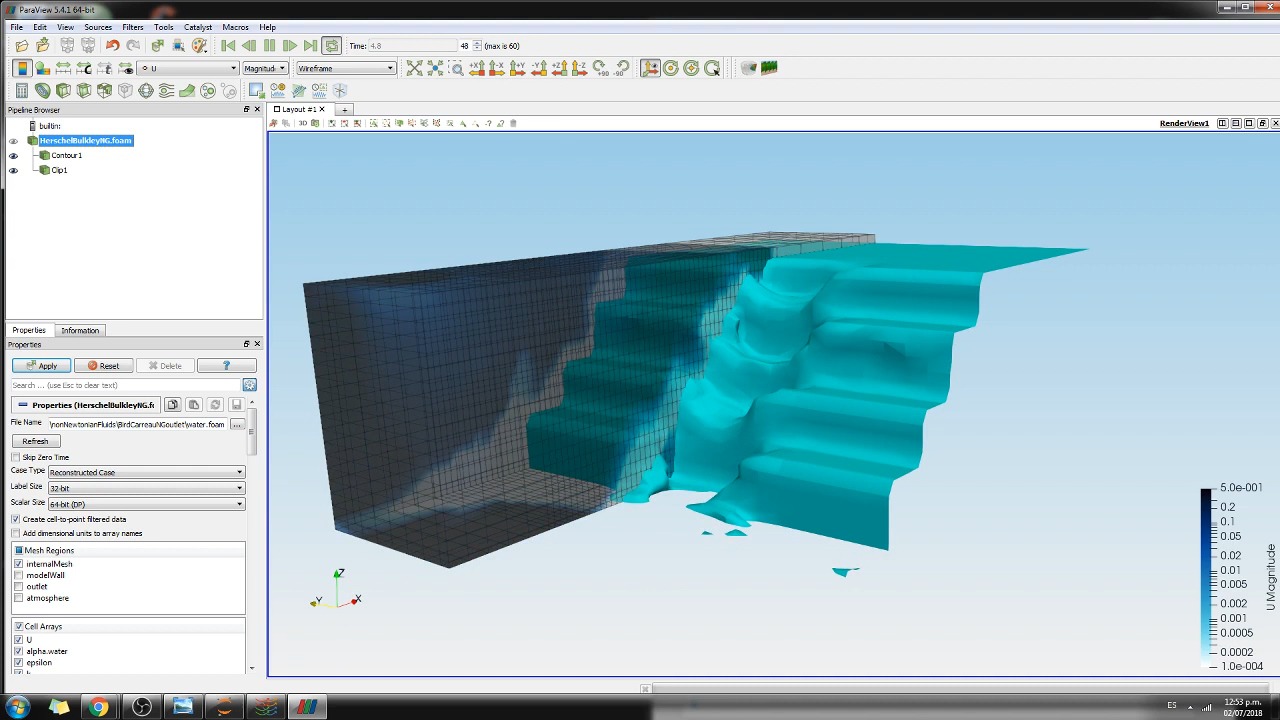 ParaView 5.4.1 64-bit
File Edit View Sources Filters Tools Catalyst Macros Help
Time: 4.8 48 (max is 60)
U Magnitud Wireframe +X -X +Y -Y +Z -Z +90 -90
Pipeline Browser
Layout #1
3D
RenderView1
builtin:
HerschelBulkleyNG.foam
Contour1
Clip1
Properties Information
Properties
Apply Reset Delete ?
Search ... (use Esc to clear text)
Properties (HerschelBulkleyNG.f
File Name \nonNewtonianFluids\BirdCarreauNGoutlet\water.foam ...
Refresh
Skip Zero Time
Case Type Reconstructed Case
Label Size 32-bit
Scalar Size 64-bit (DP)
Create cell-to-point filtered data
Add dimensional units to array names
Mesh Regions
internalMesh
modelWall
outlet
atmosphere
Cell Arrays
U
alpha.water
epsilon
Z
Y
X
5.0e-001
0.2
0.1
0.05
0.02
0.01
0.005
0.002
0.001
0.0005
0.0002
1.0e-004
U Magnitude
ES
12:53 p.m.
02/07/2018